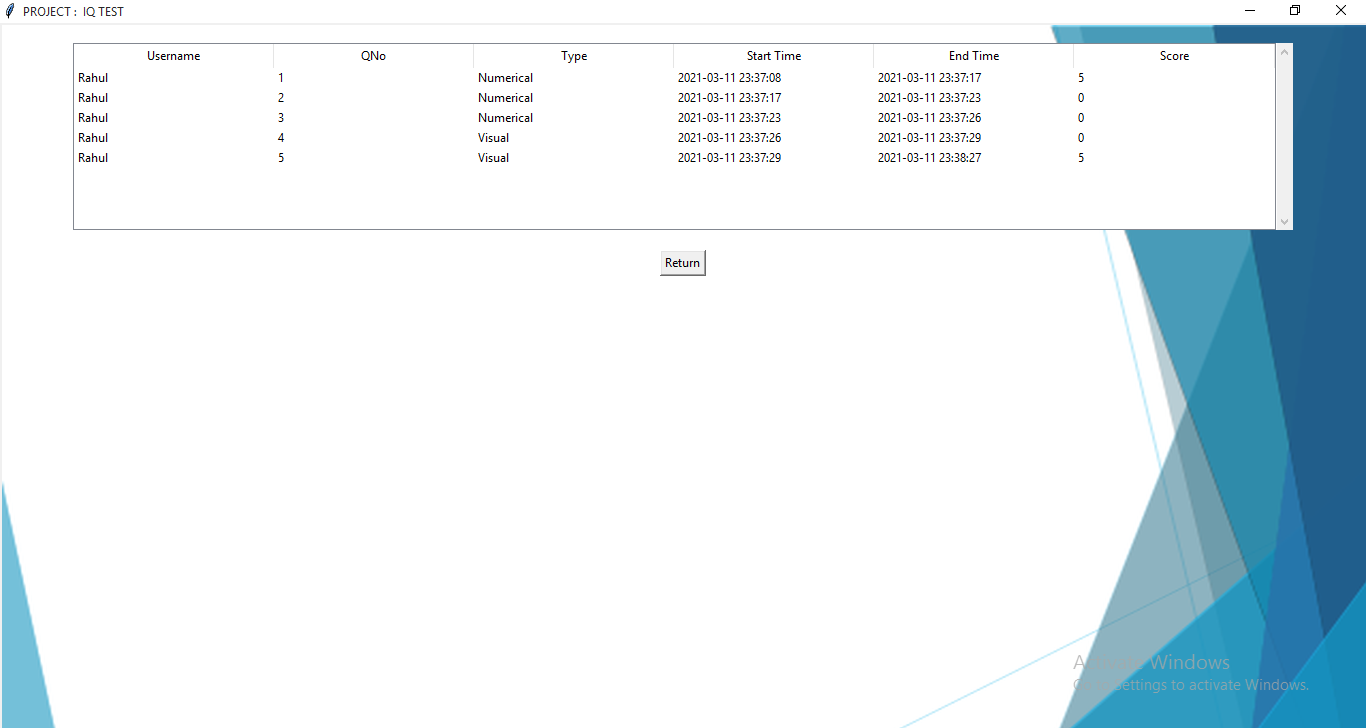 PROJECT : IQ TEST
Username QNo Type Start Time End Time Score
Rahul 1 Numerical 2021-03-11 23:37:08 2021-03-11 23:37:17 5
Rahul 2 Numerical 2021-03-11 23:37:17 2021-03-11 23:37:23 0
Rahul 3 Numerical 2021-03-11 23:37:23 2021-03-11 23:37:26 0
Rahul 4 Visual 2021-03-11 23:37:26 2021-03-11 23:37:29 0
Rahul 5 Visual 2021-03-11 23:37:29 2021-03-11 23:38:27 5
Return
Windows
to activate Windows.